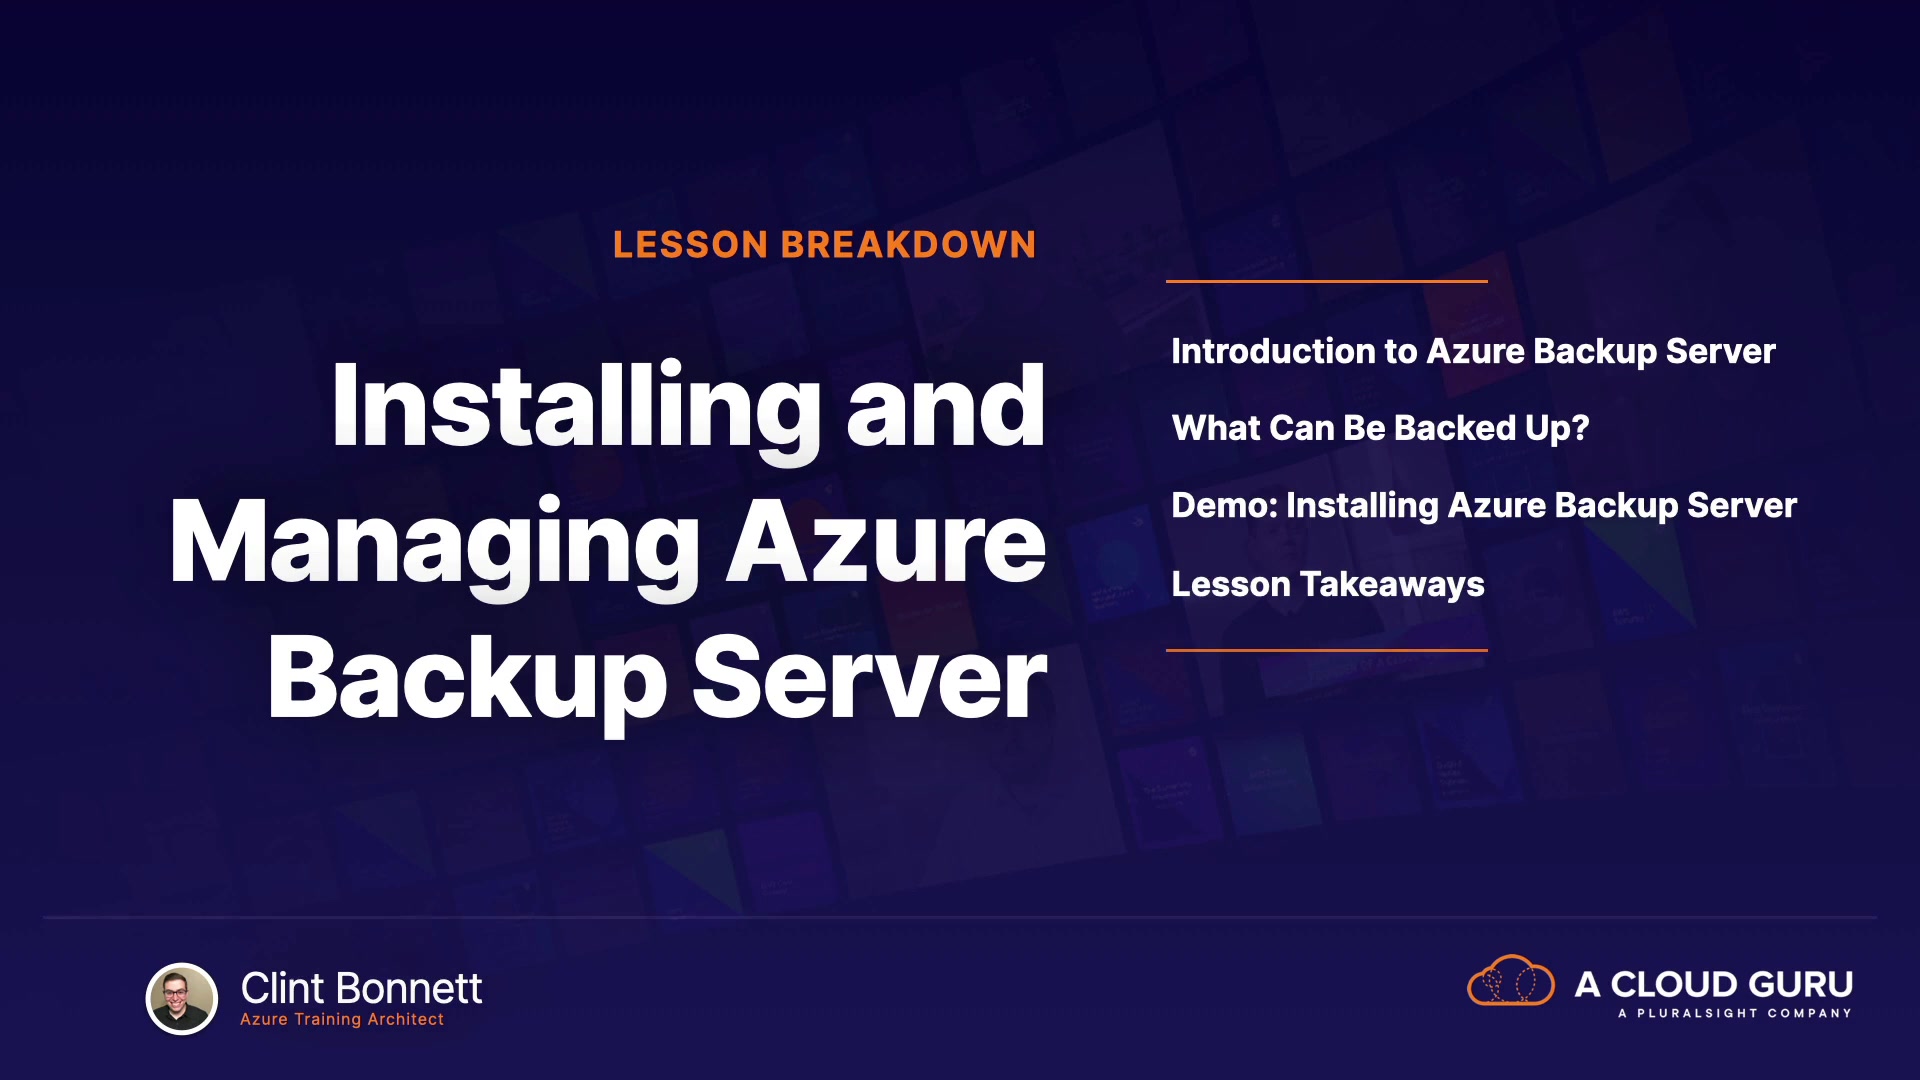 LESSON BREAKDOWN
Installing and
Managing Azure
Backup Server
Introduction to Azure Backup Server
What Can Be Backed Up?
Demo: Installing Azure Backup Server
Lesson Takeaways
Clint Bonnett
Azure Training Architect
A CLOUD GURU
A PLURALSIGHT COMPANY